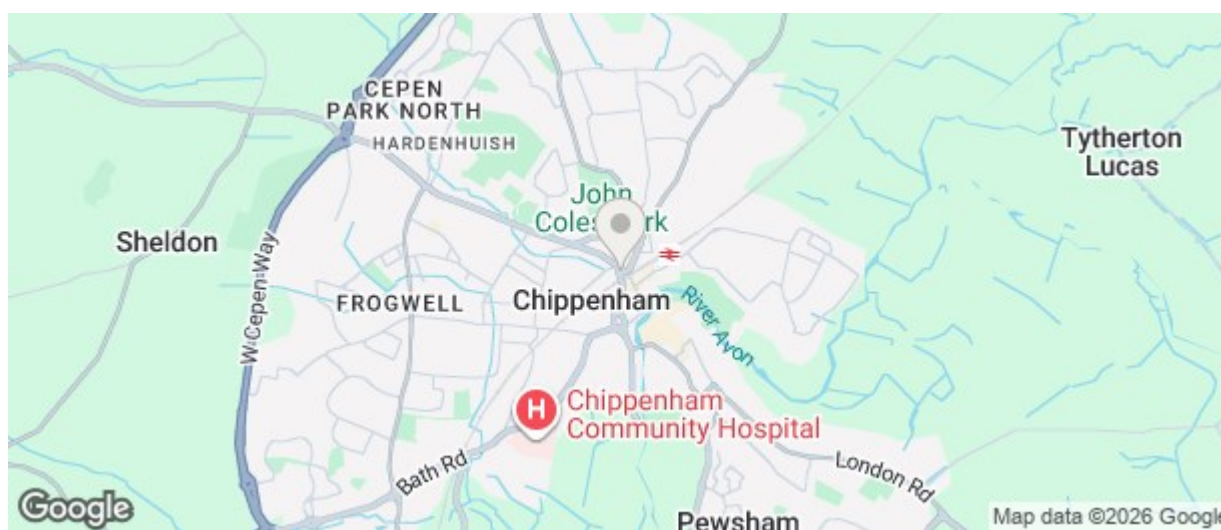 CEPEN
PARK NORTH
HARDENHUISH
Tytherton
Lucas
John
Coles Park
Sheldon
W Cepen Way
FROGWELL
Chippenham
River Avon
Chippenham
Community Hospital
H
Bath Rd
London Rd
Pewsham
Google
Map data ©2026 Google